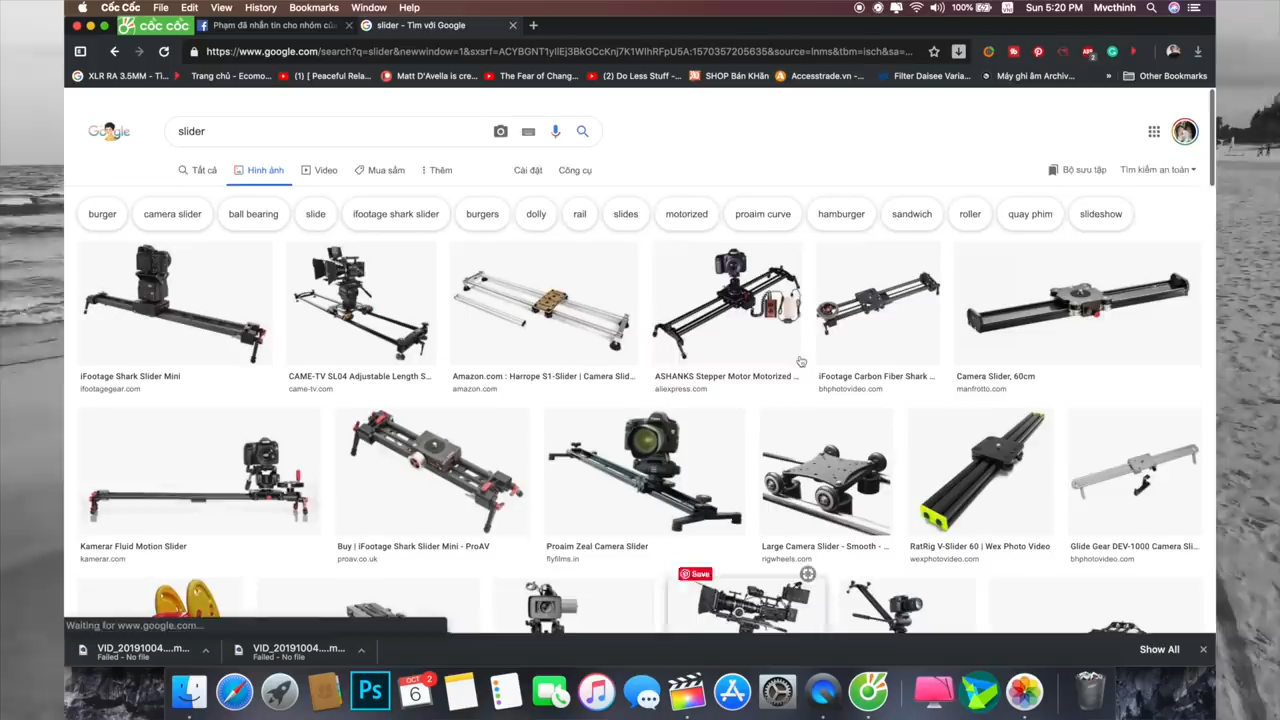 Cốc Cốc File Edit View History Bookmarks Window Help
100% Sun 5:20 PM Mvcthinh
CỐC CỐC Phạm đã nhắn tin cho nhóm của slider - Tìm với Google
https://www.google.com/search?q=slider&newwindow=1&sxsrf=ACYBGNT1yllEj3BkGCcKnj7K1WlhRFpU5A:1570357205635&source=lnms&tbm=isch&sa=...
XLR RA 3.5MM - Ti... Trang chủ - Ecomo... (1) [ Peaceful Rela... Matt D'Avella is cre... The Fear of Chang... (2) Do Less Stuff -... SHOP Bán Khăn Accesstrade.vn -... Filter Daisee Varia... Máy ghi âm Archiv... » Other Bookmarks
Google
slider
Tất cả Hình ảnh Video Mua sắm Thêm Cài đặt Công cụ Bộ sưu tập Tìm kiếm an toàn
burger camera slider ball bearing slide ifootage shark slider burgers dolly rail slides motorized proaim curve hamburger sandwich roller quay phim slideshow
iFootage Shark Slider Mini CAME-TV SL04 Adjustable Length S... Amazon.com : Harrope S1-Slider | Camera Slid... ASHANKS Stepper Motor Motorized ... iFootage Carbon Fiber Shark ... Camera Slider, 60cm
ifootagegear.com came-tv.com amazon.com aliexpress.com bhphotovideo.com manfrotto.com
Kamerar Fluid Motion Slider Buy | iFootage Shark Slider Mini - ProAV Proaim Zeal Camera Slider Large Camera Slider - Smooth - ... RatRig V-Slider 60 | Wex Photo Video Glide Gear DEV-1000 Camera Sli...
kamerar.com proav.co.uk flyfilms.in rigwheels.com wexphotovideo.com bhphotovideo.com
Save
Waiting for www.google.com...
VID_20191004....m... VID_20191004....m... Show All
Failed - No file Failed - No file
Ps OCT 6 2